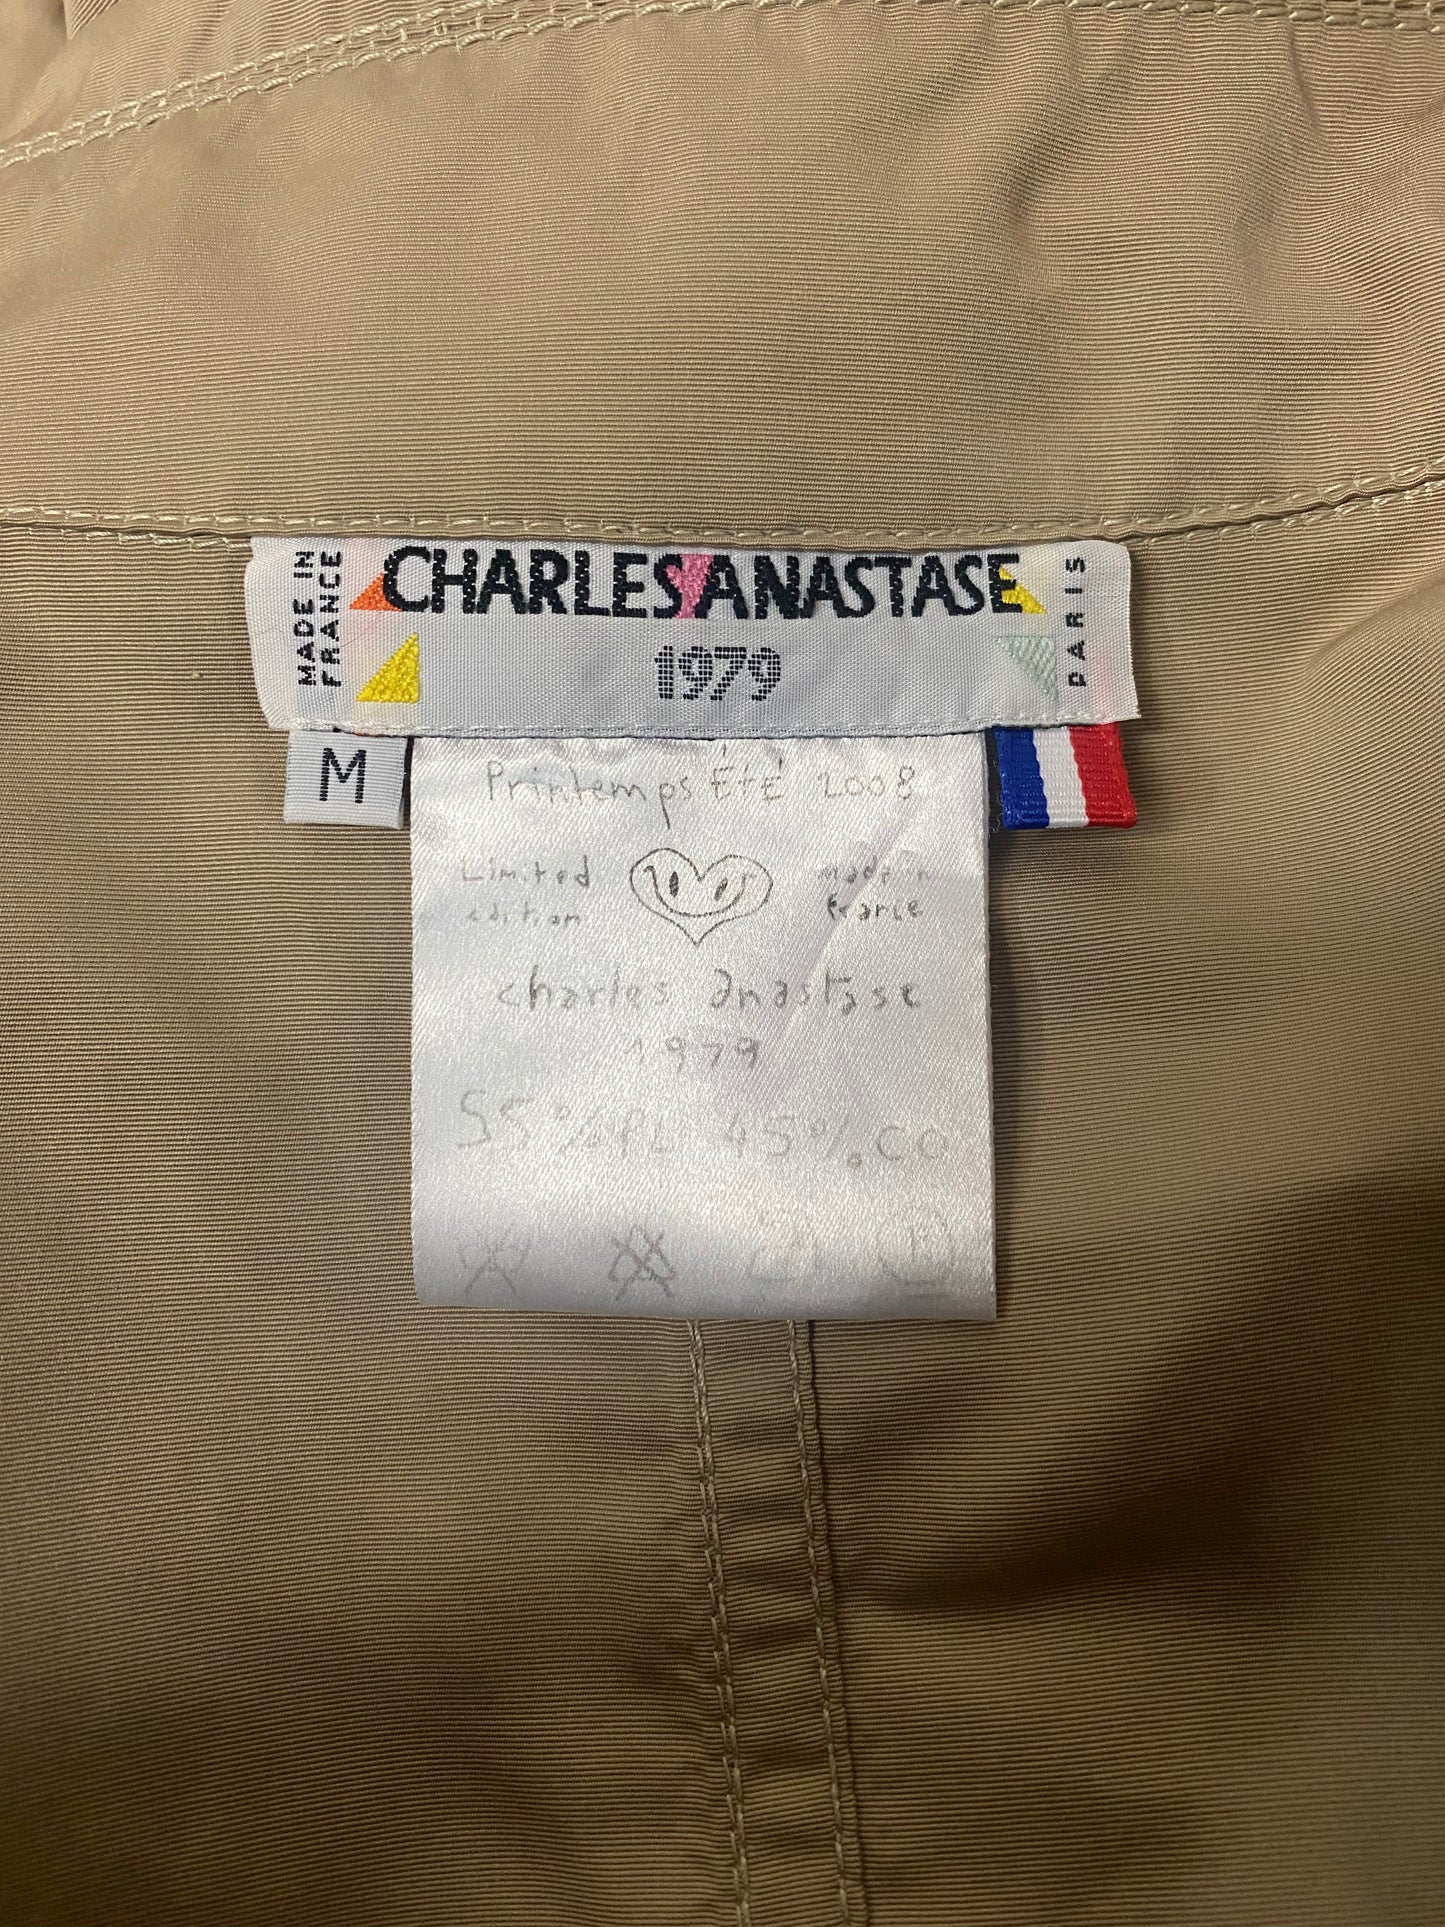 MADE IN
FRANCE
CHARLES ANASTASE
1979
PARIS
M
Printemps ÉtÉ 2008
Limited
edition
made in
France
charles anastase
1979
55% PL 45% CO